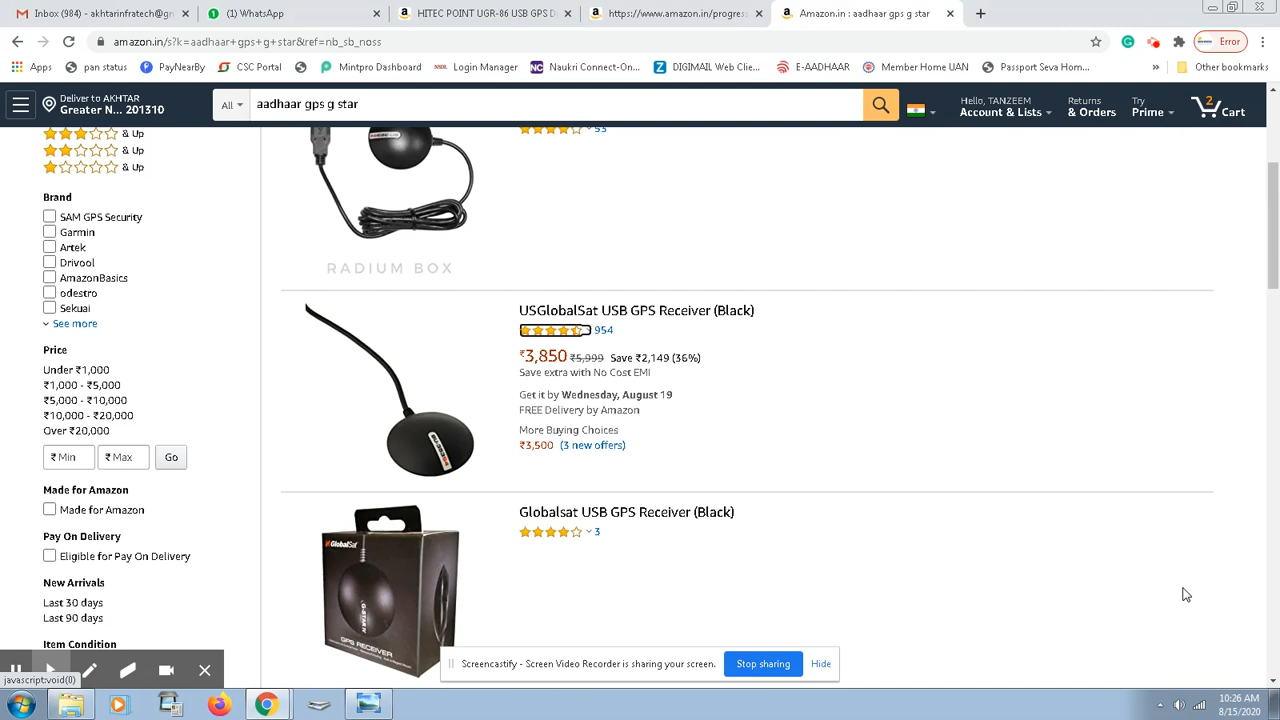 Inbox (984) - akhtarinfratech@gn
(1) WhatsApp
HITEC POINT UGR-86 USB GPS D
https://www.amazon.in/progress
Amazon.in : aadhaar gps g star
amazon.in/s?k=aadhaar+gps+g+star&ref=nb_sb_noss
Error
Apps
pan status
PayNearBy
CSC Portal
Mintpro Dashboard
Login Manager
Naukri Connect-On...
DIGIMAIL Web Clie...
E-AADHAAR
Member Home UAN
Passport Seva Hom...
»
Other bookmarks
Deliver to AKHTAR
Greater N... 201310
All
aadhaar gps g star
Hello, TANZEEM
Account & Lists
Returns
& Orders
Try
Prime
2
Cart
& Up
& Up
& Up
Brand
SAM GPS Security
Garmin
Artek
Drivool
AmazonBasics
odestro
Sekuai
See more
Price
Under ₹1,000
₹1,000 - ₹5,000
₹5,000 - ₹10,000
₹10,000 - ₹20,000
Over ₹20,000
₹ Min
₹ Max
Go
Made for Amazon
Made for Amazon
Pay On Delivery
Eligible for Pay On Delivery
New Arrivals
Last 30 days
Last 90 days
Item Condition
53
RADIUM BOX
USGlobalSat USB GPS Receiver (Black)
954
₹3,850 ₹5,999 Save ₹2,149 (36%)
Save extra with No Cost EMI
Get it by Wednesday, August 19
FREE Delivery by Amazon
More Buying Choices
₹3,500 (3 new offers)
Globalsat USB GPS Receiver (Black)
3
GlobalSat
G-STAR IV
GPS RECEIVER
Screencastify - Screen Video Recorder is sharing your screen.
Stop sharing
Hide
javascript:void(0)
10:26 AM
8/15/2020